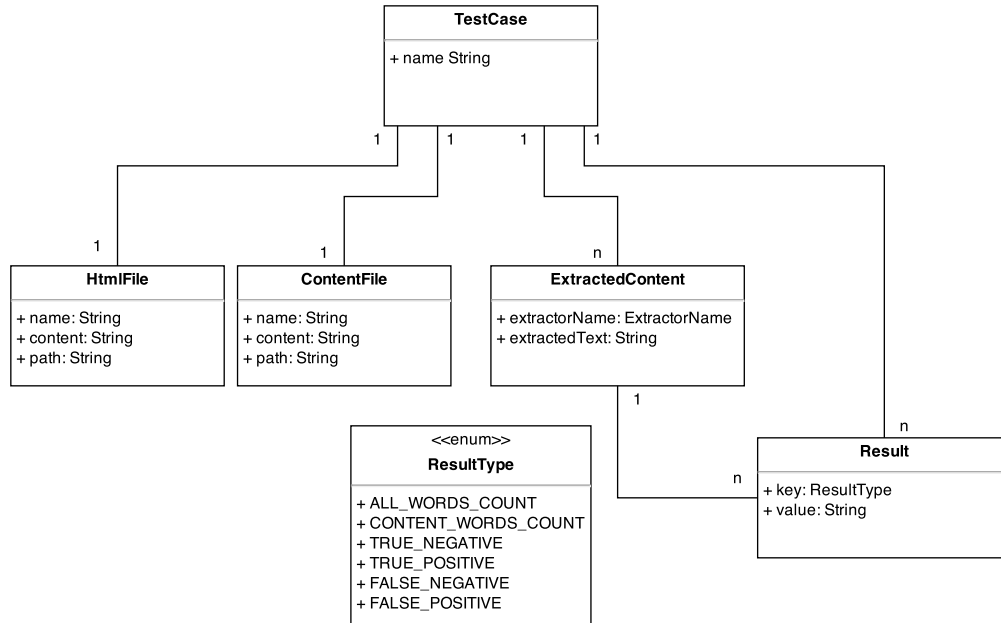 TestCase
+ name String
1
1
1
1
1
1
n
HtmlFile
+ name: String
+ content: String
+ path: String
ContentFile
+ name: String
+ content: String
+ path: String
ExtractedContent
+ extractorName: ExtractorName
+ extractedText: String
1
n
n
<<enum>>
ResultType
+ ALL_WORDS_COUNT
+ CONTENT_WORDS_COUNT
+ TRUE_NEGATIVE
+ TRUE_POSITIVE
+ FALSE_NEGATIVE
+ FALSE_POSITIVE
Result
+ key: ResultType
+ value: String